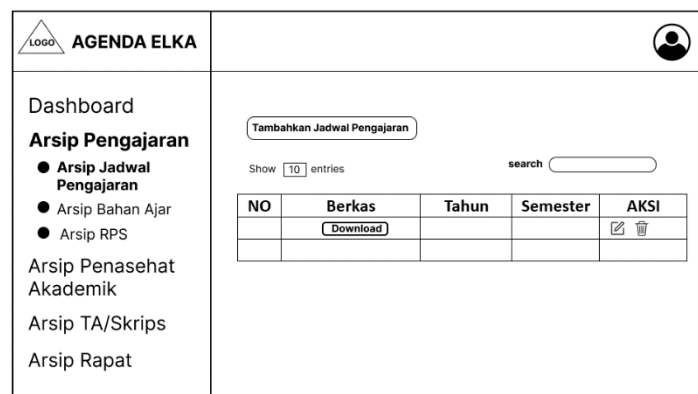 LOGO AGENDA ELKA
Dashboard
Arsip Pengajaran
Arsip Jadwal
Pengajaran
Arsip Bahan Ajar
Arsip RPS
Arsip Penasehat
Akademik
Arsip TA/Skrips
Arsip Rapat
Tambahkan Jadwal Pengajaran
Show 10 entries search
NO Berkas Tahun Semester AKSI
Download